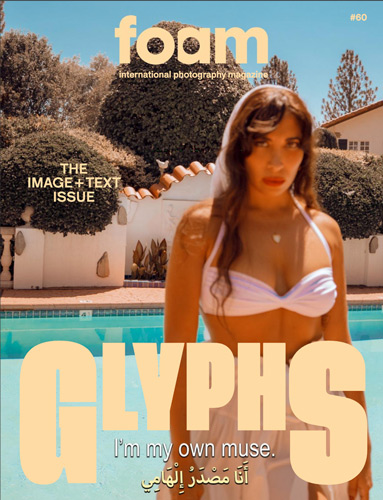 foam
#60
international photography magazine
THE
IMAGE+TEXT
ISSUE
GLYPHS
I'm my own muse.
أَنَا مَصْدَرُ إِلْهَامِي